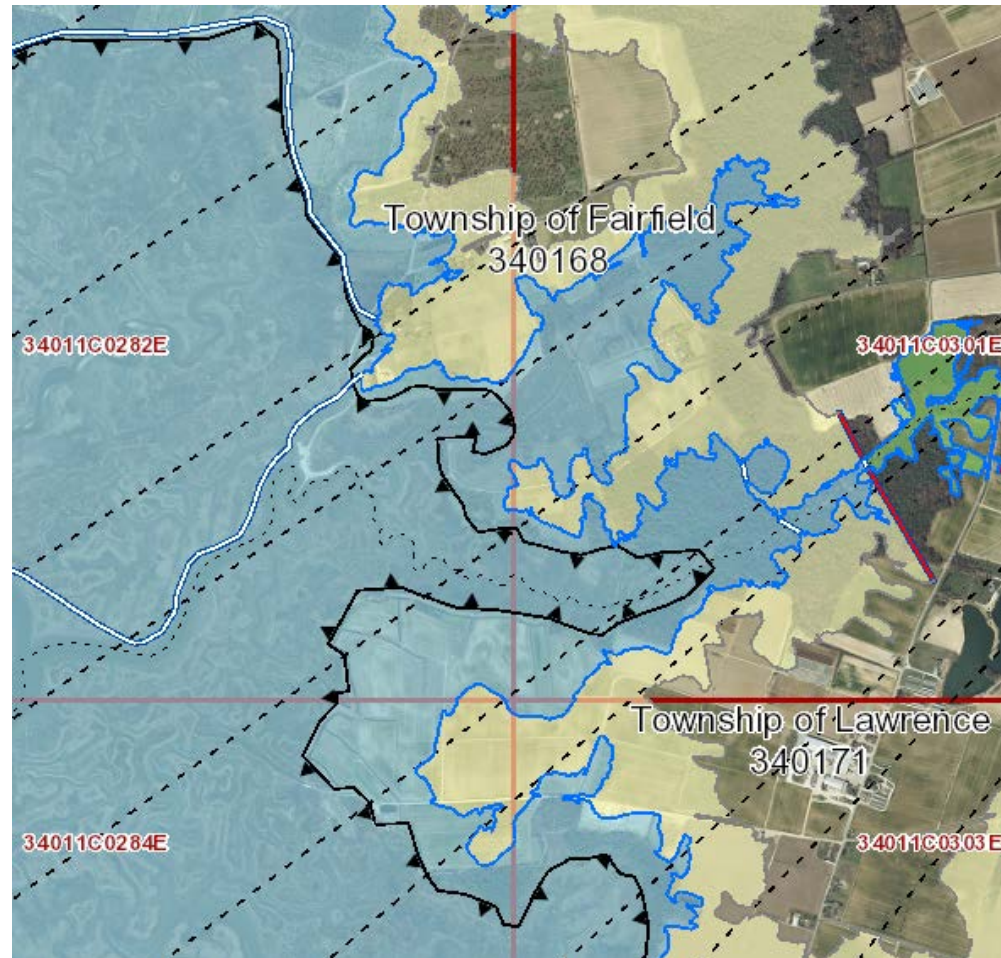 Township of Fairfield
340168
34011C0282E
34011C0301E
Township of Lawrence
340171
34011C0284E
34011C0303E